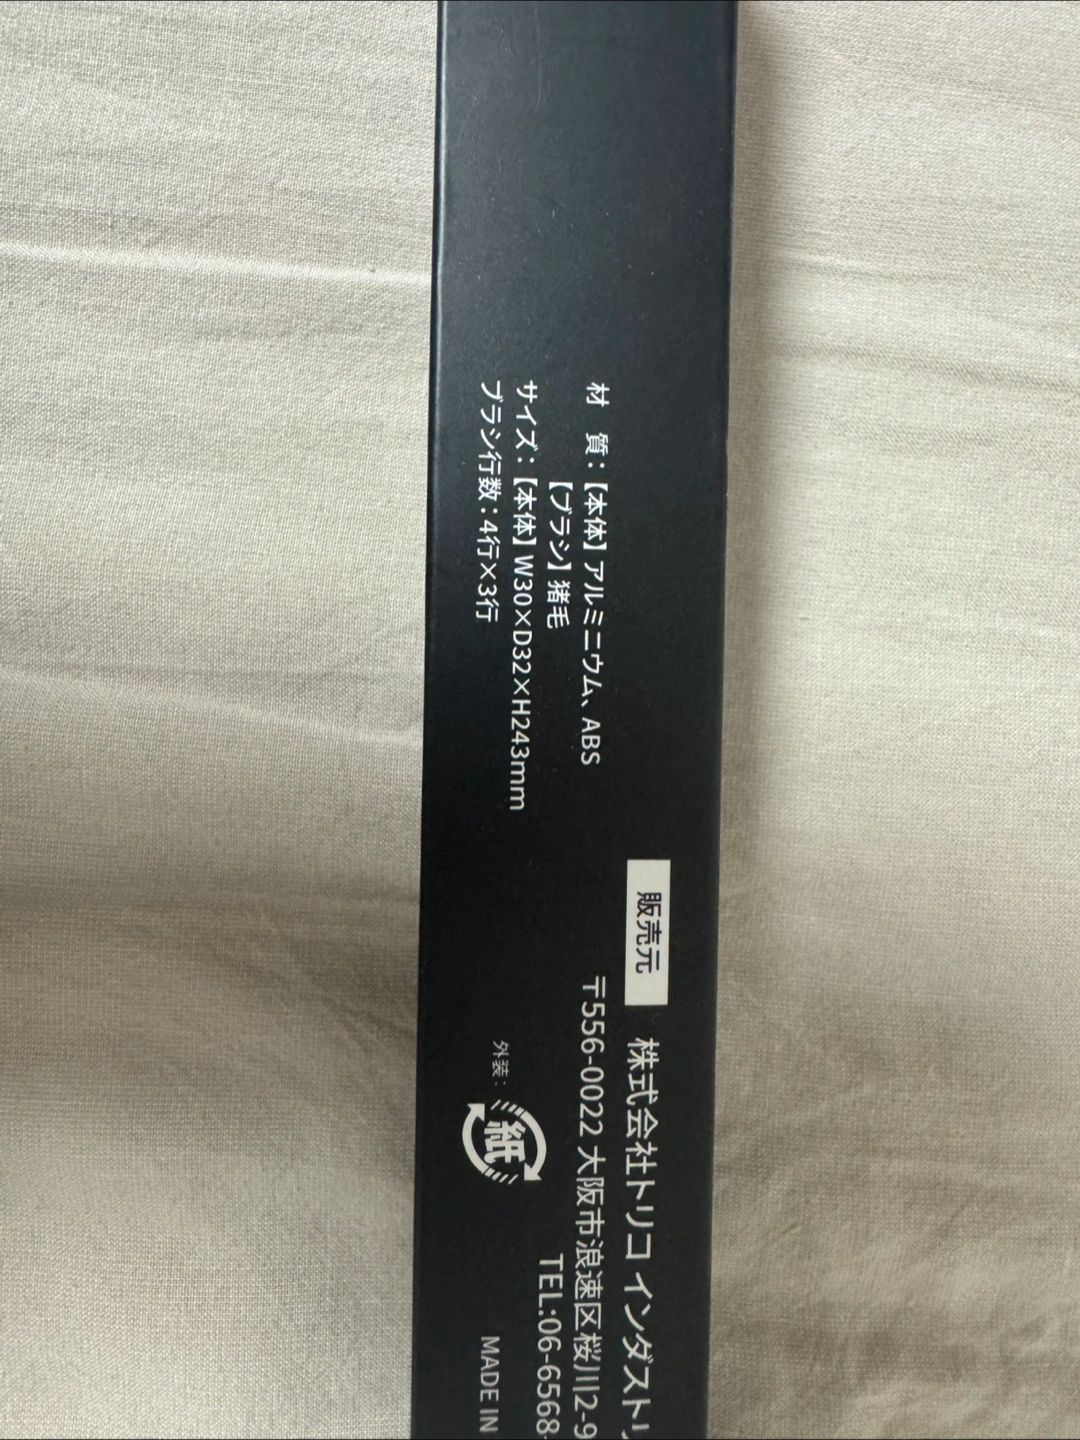 材 質：【本体】アルミニウム、ABS
【ブラシ】猪毛
サイズ：【本体】W30×D32×H243mm
ブラシ行数：4行×3行
販売元
株式会社トリコ インダスト
〒556-0022 大阪市浪速区桜川2-9
TEL:06-6568-
外装：
紙
MADE IN